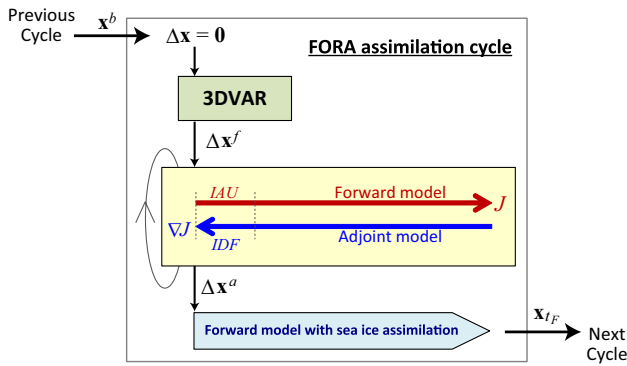 Previous
Cycle
x^b
Δx = 0
FORA assimilation cycle
3DVAR
Δx^f
IAU
Forward model
J
∇J
IDF
Adjoint model
Δx^a
Forward model with sea ice assimilation
x_{t_F}
Next
Cycle